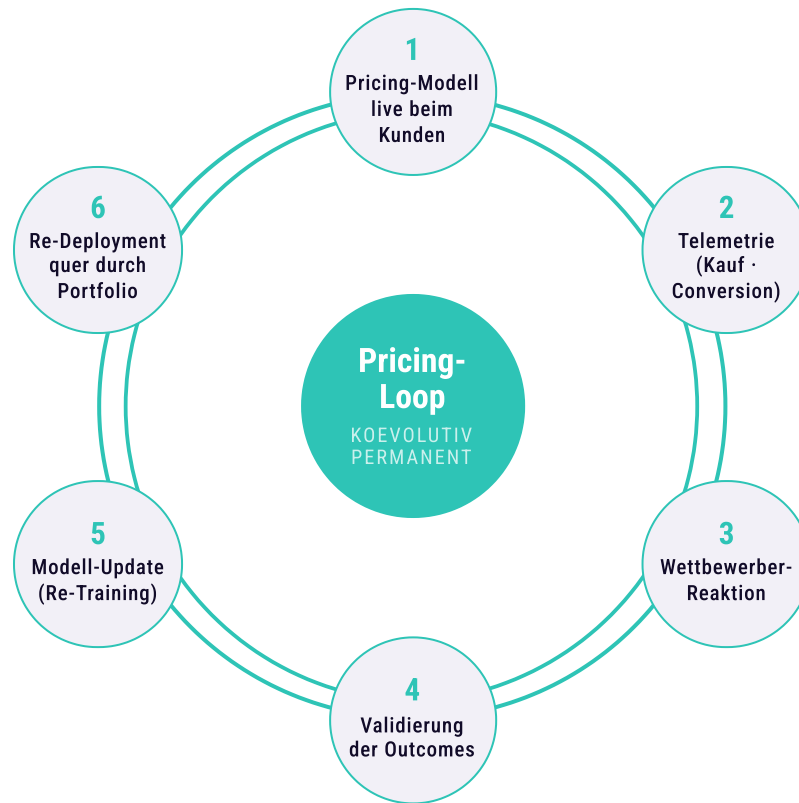 1
Pricing-Modell
live beim
Kunden
2
Telemetrie
(Kauf ·
Conversion)
3
Wettbewerber-
Reaktion
4
Validierung
der Outcomes
5
Modell-Update
(Re-Training)
6
Re-Deployment
quer durch
Portfolio
Pricing-
Loop
KOEVOLUTIV
PERMANENT